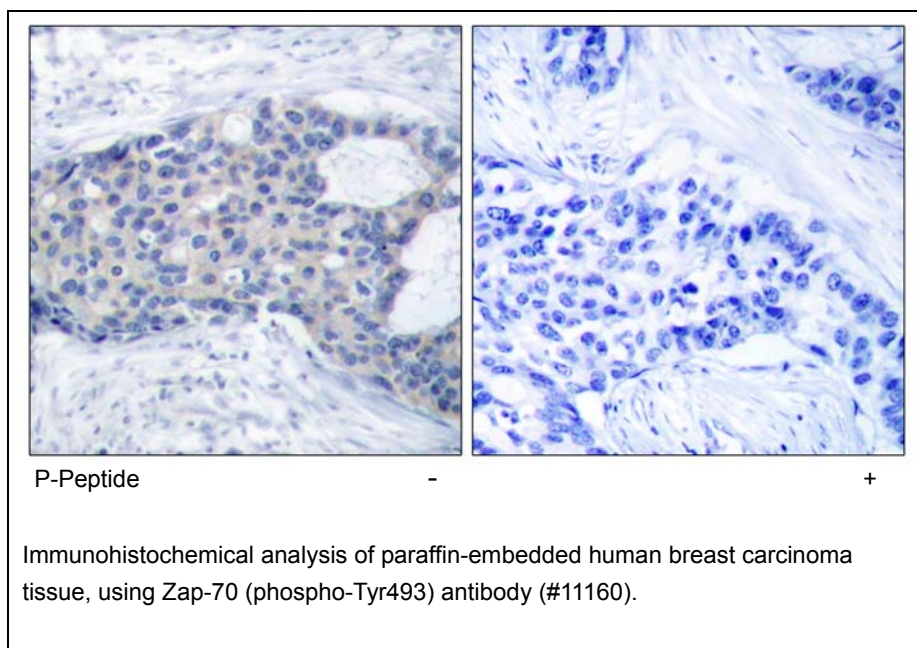 P-Peptide - +
Immunohistochemical analysis of paraffin-embedded human breast carcinoma
tissue, using Zap-70 (phospho-Tyr493) antibody (#11160).